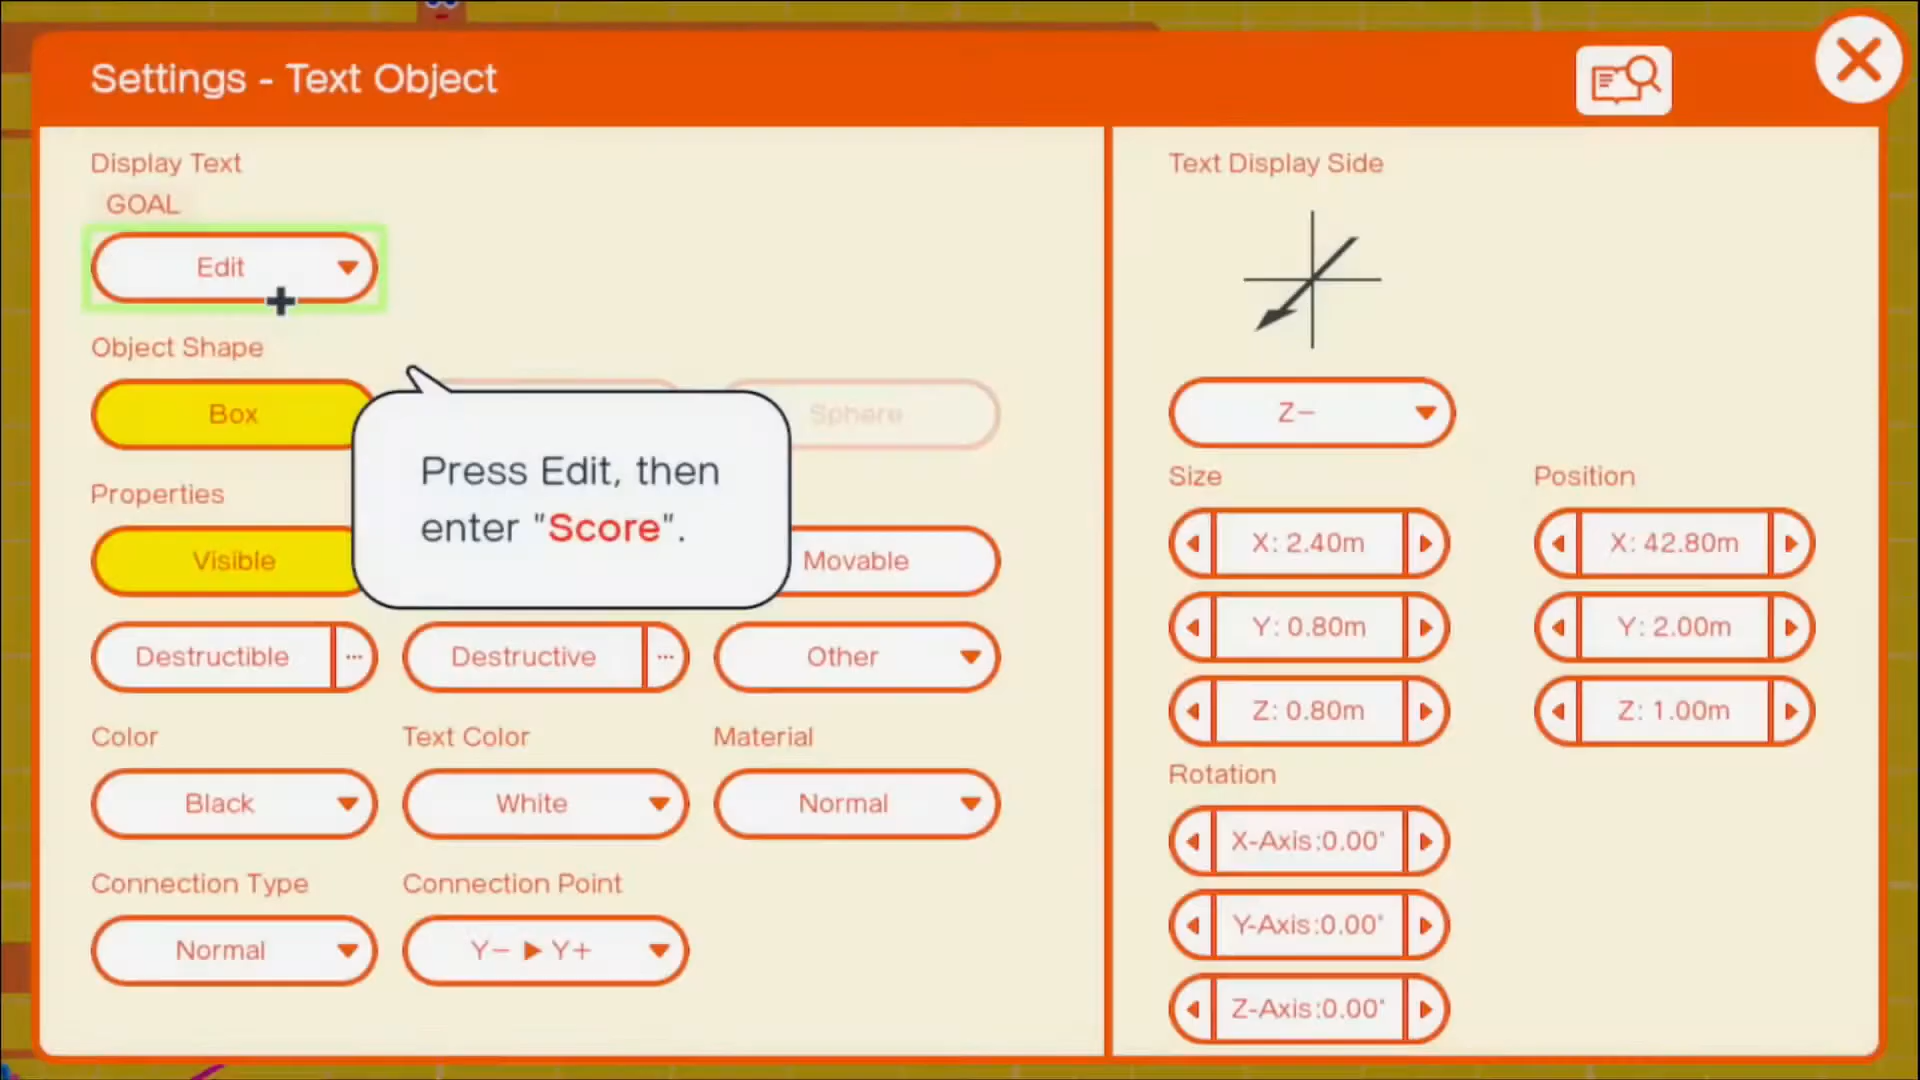 Settings - Text Object
Display Text
GOAL
Edit
Object Shape
Box
Sphere
Press Edit, then
enter "Score".
Properties
Visible
Movable
Destructible ...
Destructive ...
Other
Color
Text Color
Material
Black
White
Normal
Connection Type
Connection Point
Normal
Y− ▶ Y+
Text Display Side
Z−
Size
Position
X: 2.40m
X: 42.80m
Y: 0.80m
Y: 2.00m
Z: 0.80m
Z: 1.00m
Rotation
X-Axis:0.00°
Y-Axis:0.00°
Z-Axis:0.00°